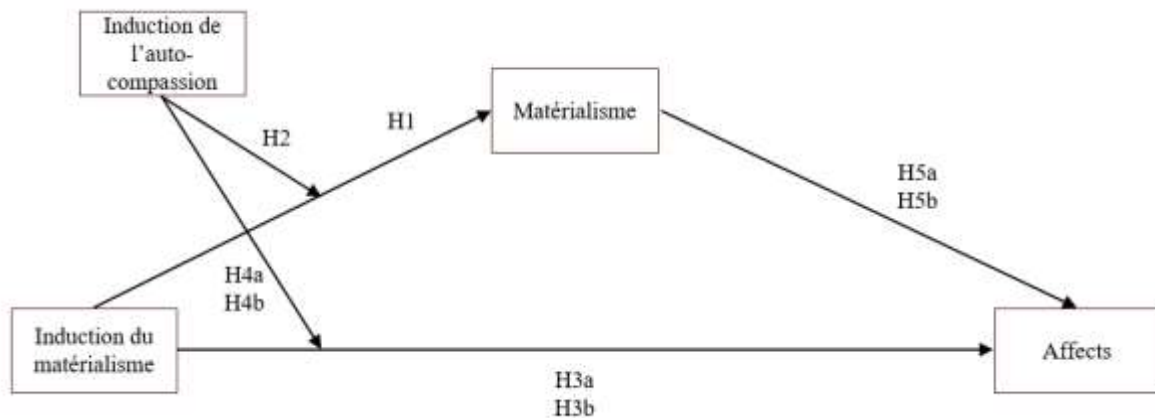 Induction de
l'auto-
compassion
H2
H1
Matérialisme
H5a
H5b
H4a
H4b
Induction du
matérialisme
Affects
H3a
H3b